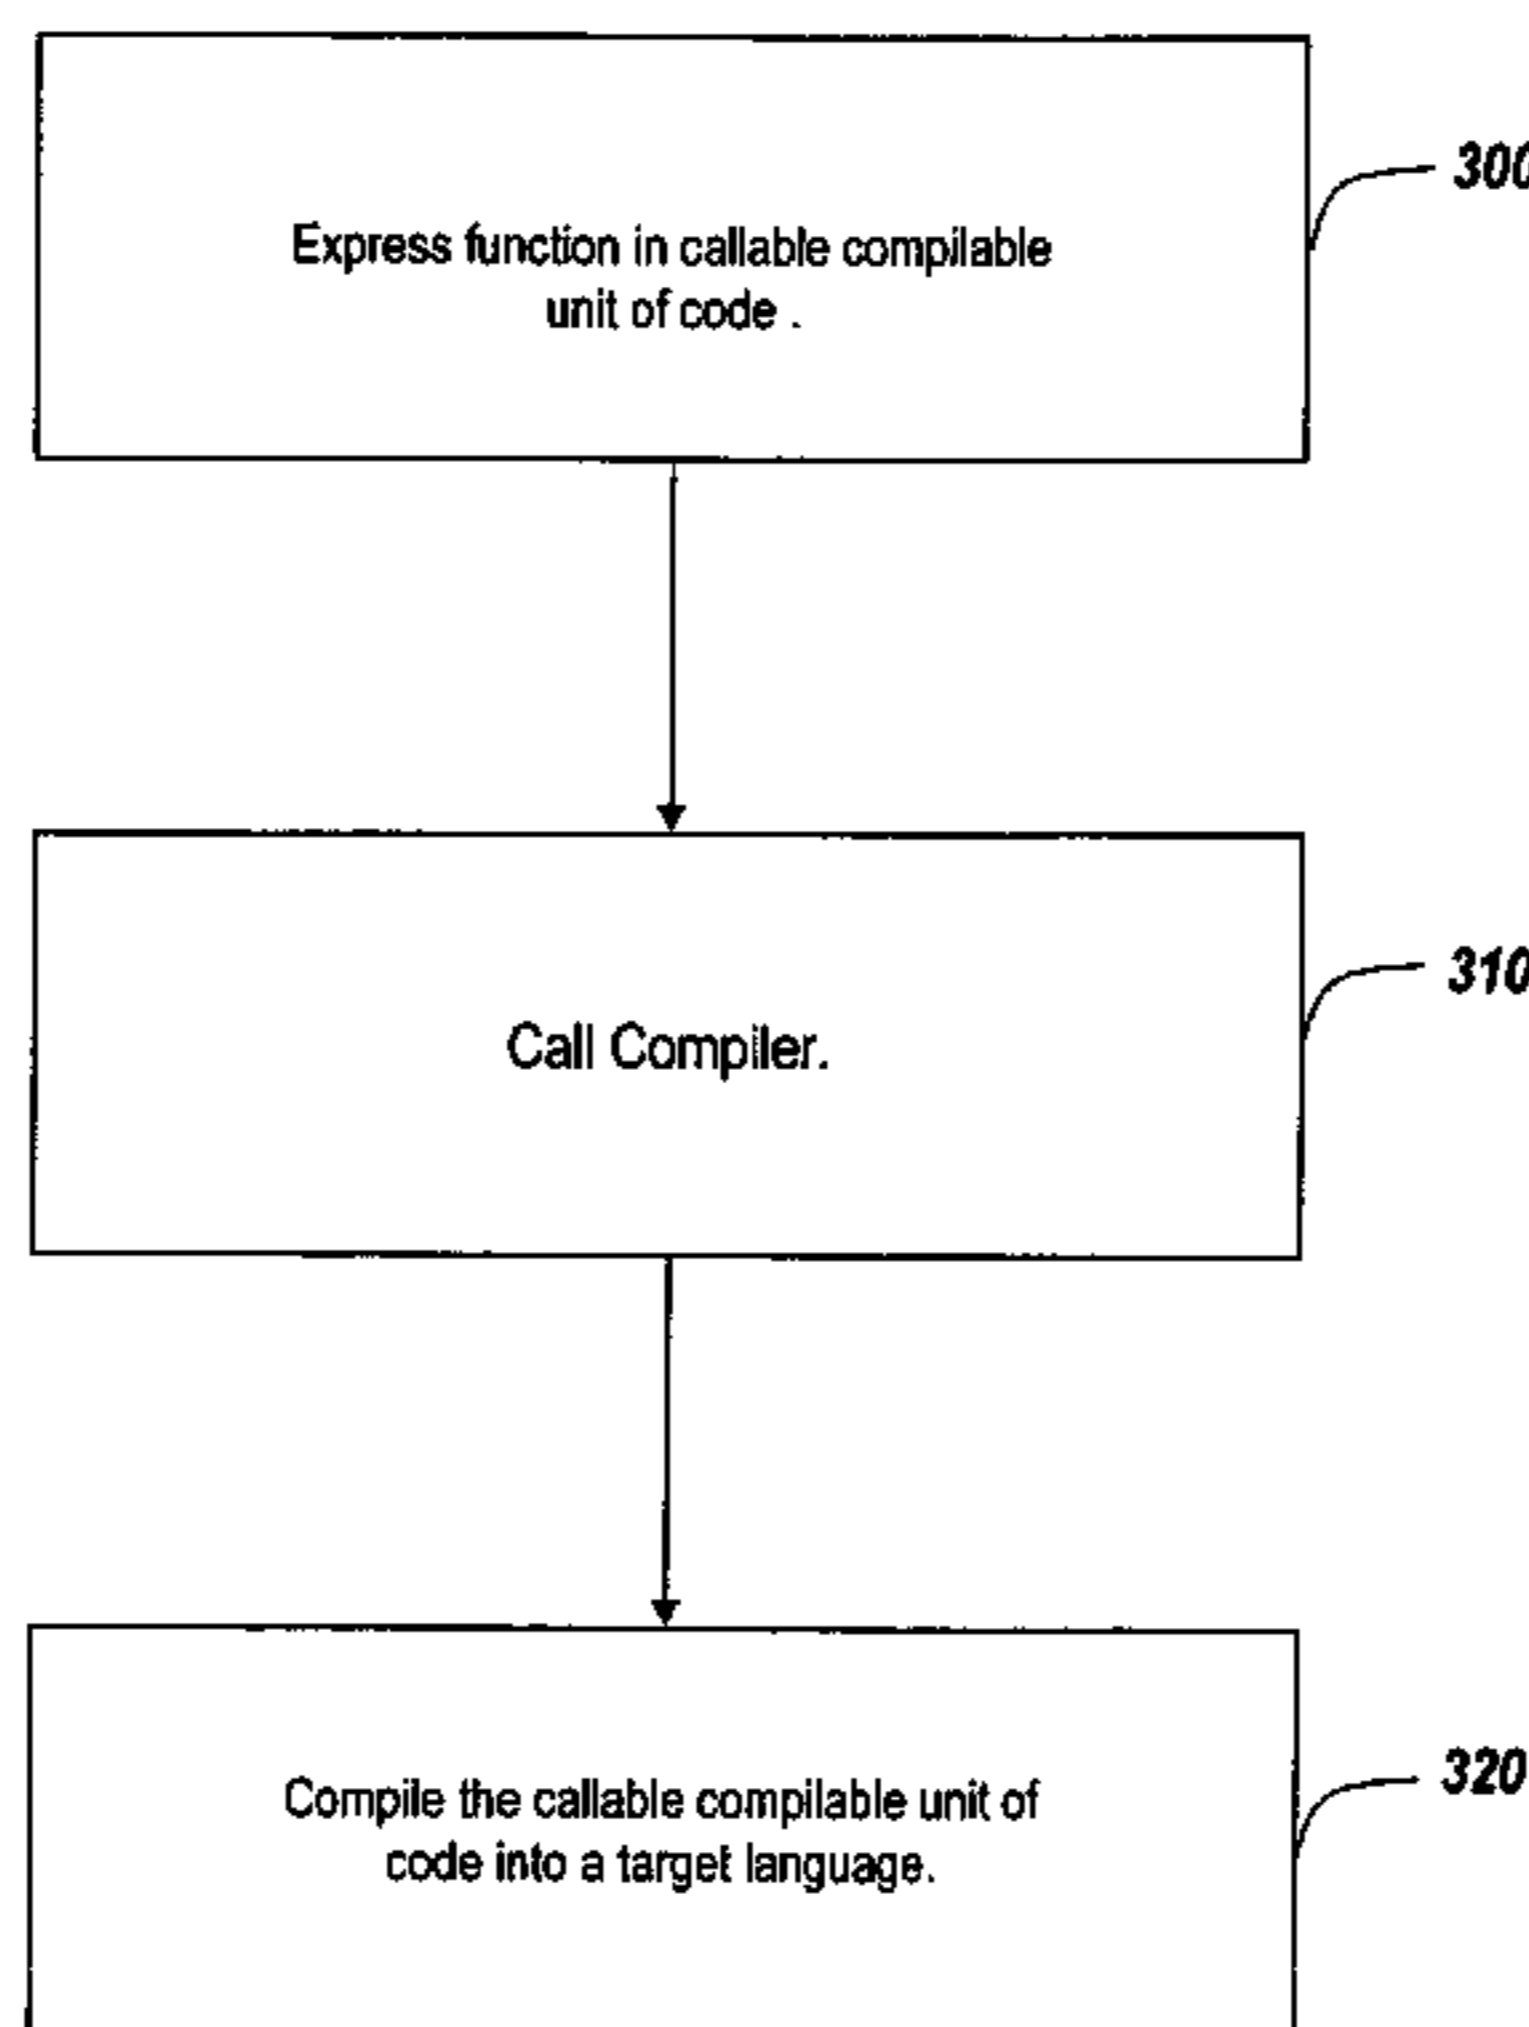 Express function in callable compilable
unit of code .
300
Call Compiler.
310
Compile the callable compilable unit of
code into a target language.
320